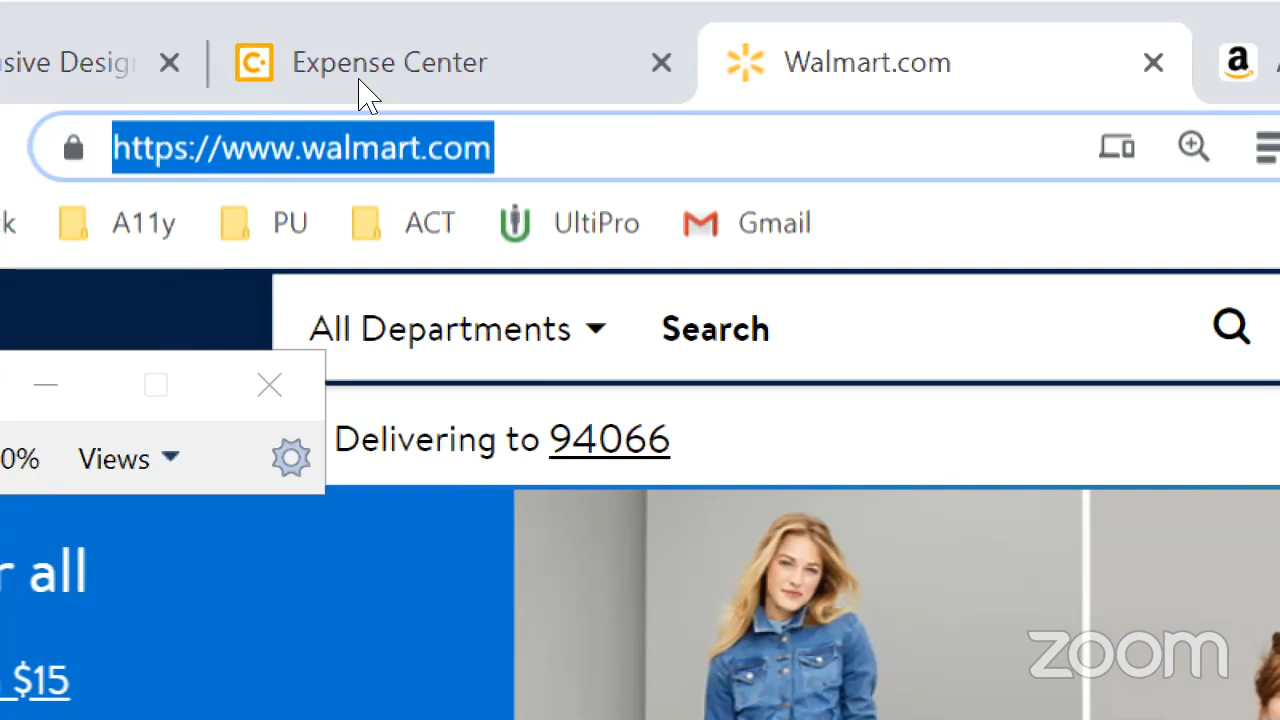 sive Desig
Expense Center
Walmart.com
a
https://www.walmart.com
k
A11y
PU
ACT
UltiPro
Gmail
All Departments
Search
Delivering to 94066
0%
Views
r all
$15
zoom